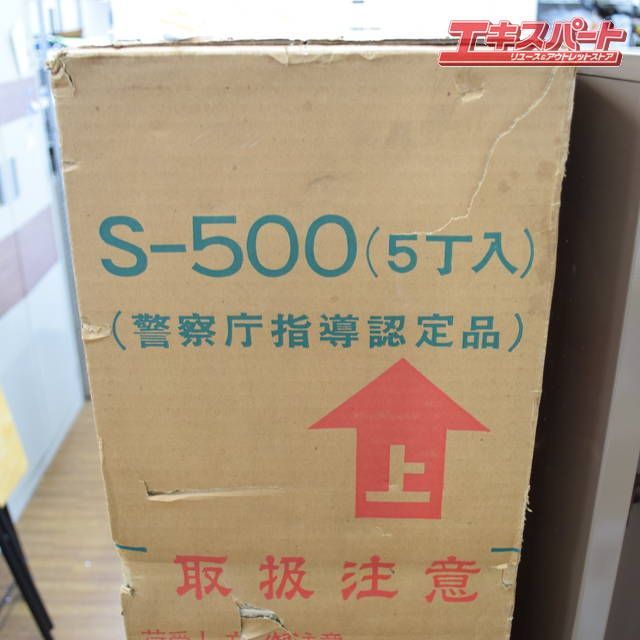 エキスパート
リユース&アウトレットストア
S-500(5丁入)
(警察庁指導認定品)
上
取扱注意